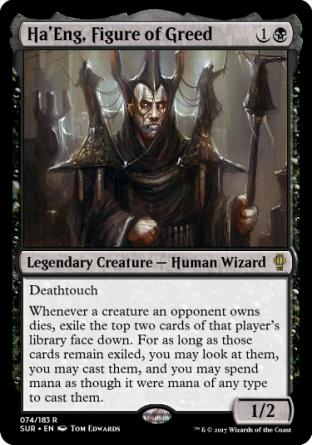 Ha'Eng, Figure of Greed 1
Legendary Creature — Human Wizard
Deathtouch
Whenever a creature an opponent owns
dies, exile the top two cards of that player's
library face down. For as long as those
cards remain exiled, you may look at them,
you may cast them, and you may spend
mana as though it were mana of any type
to cast them.
1/2
074/183 R
SUR • EN Tom Edwards
™ & © 2017 Wizards of the Coast